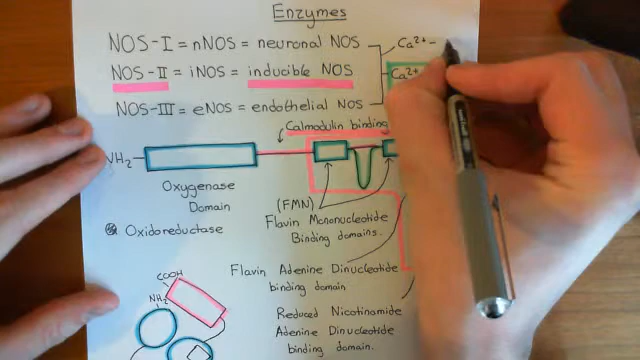 Enzymes
NOS-I = nNOS = neuronal NOS
Ca²⁺-
NOS-II = iNOS = inducible NOS
Ca²⁺
NOS-III = eNOS = endothelial NOS
Calmodulin binding
NH₂
Oxygenase
Domain
(FMN)
Flavin Mononucleotide
Binding domains.
Oxidoreductase
Flavin Adenine Dinucleotide
binding domain
COOH
NH₂
Reduced Nicotinamide
Adenine Dinucleotide
binding domain.